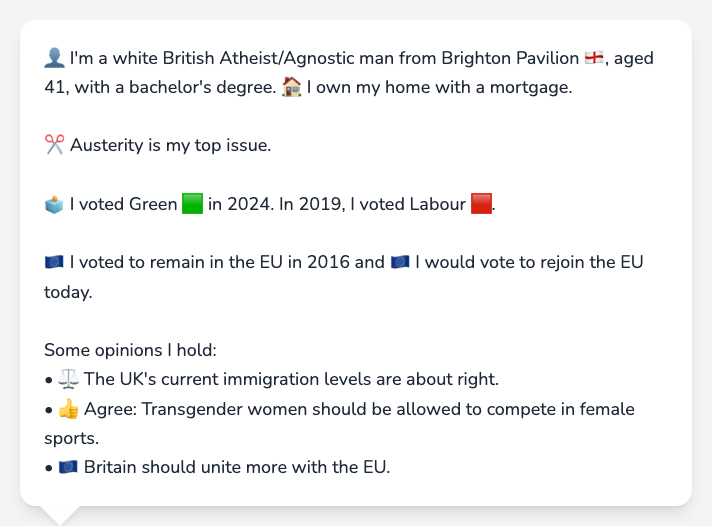 👤 I'm a white British Atheist/Agnostic man from Brighton Pavilion 🏴󠁧󠁢󠁥󠁮󠁧󠁿, aged
41, with a bachelor's degree. 🏠 I own my home with a mortgage.
✂️ Austerity is my top issue.
🗳️ I voted Green 🟩 in 2024. In 2019, I voted Labour 🟥.
🇪🇺 I voted to remain in the EU in 2016 and 🇪🇺 I would vote to rejoin the EU
today.
Some opinions I hold:
• ⚖️ The UK's current immigration levels are about right.
• 👍 Agree: Transgender women should be allowed to compete in female
sports.
• 🇪🇺 Britain should unite more with the EU.